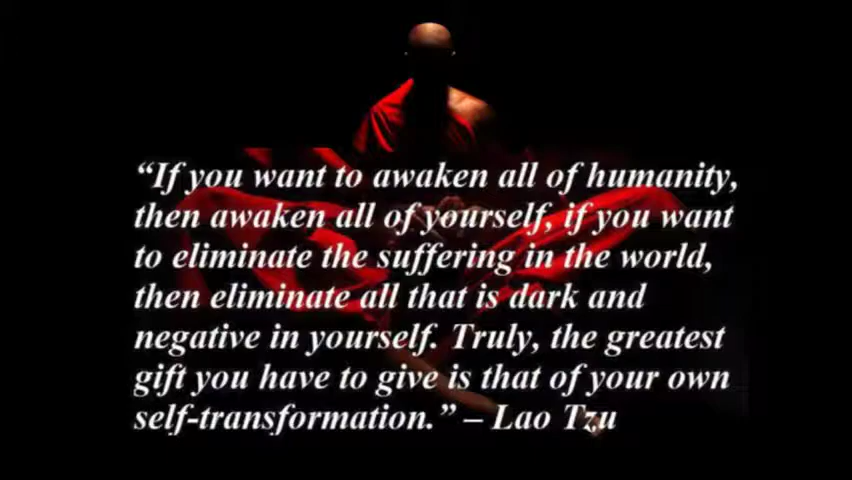 “If you want to awaken all of humanity,
then awaken all of yourself, if you want
to eliminate the suffering in the world,
then eliminate all that is dark and
negative in yourself. Truly, the greatest
gift you have to give is that of your own
self-transformation.” – Lao Tzu